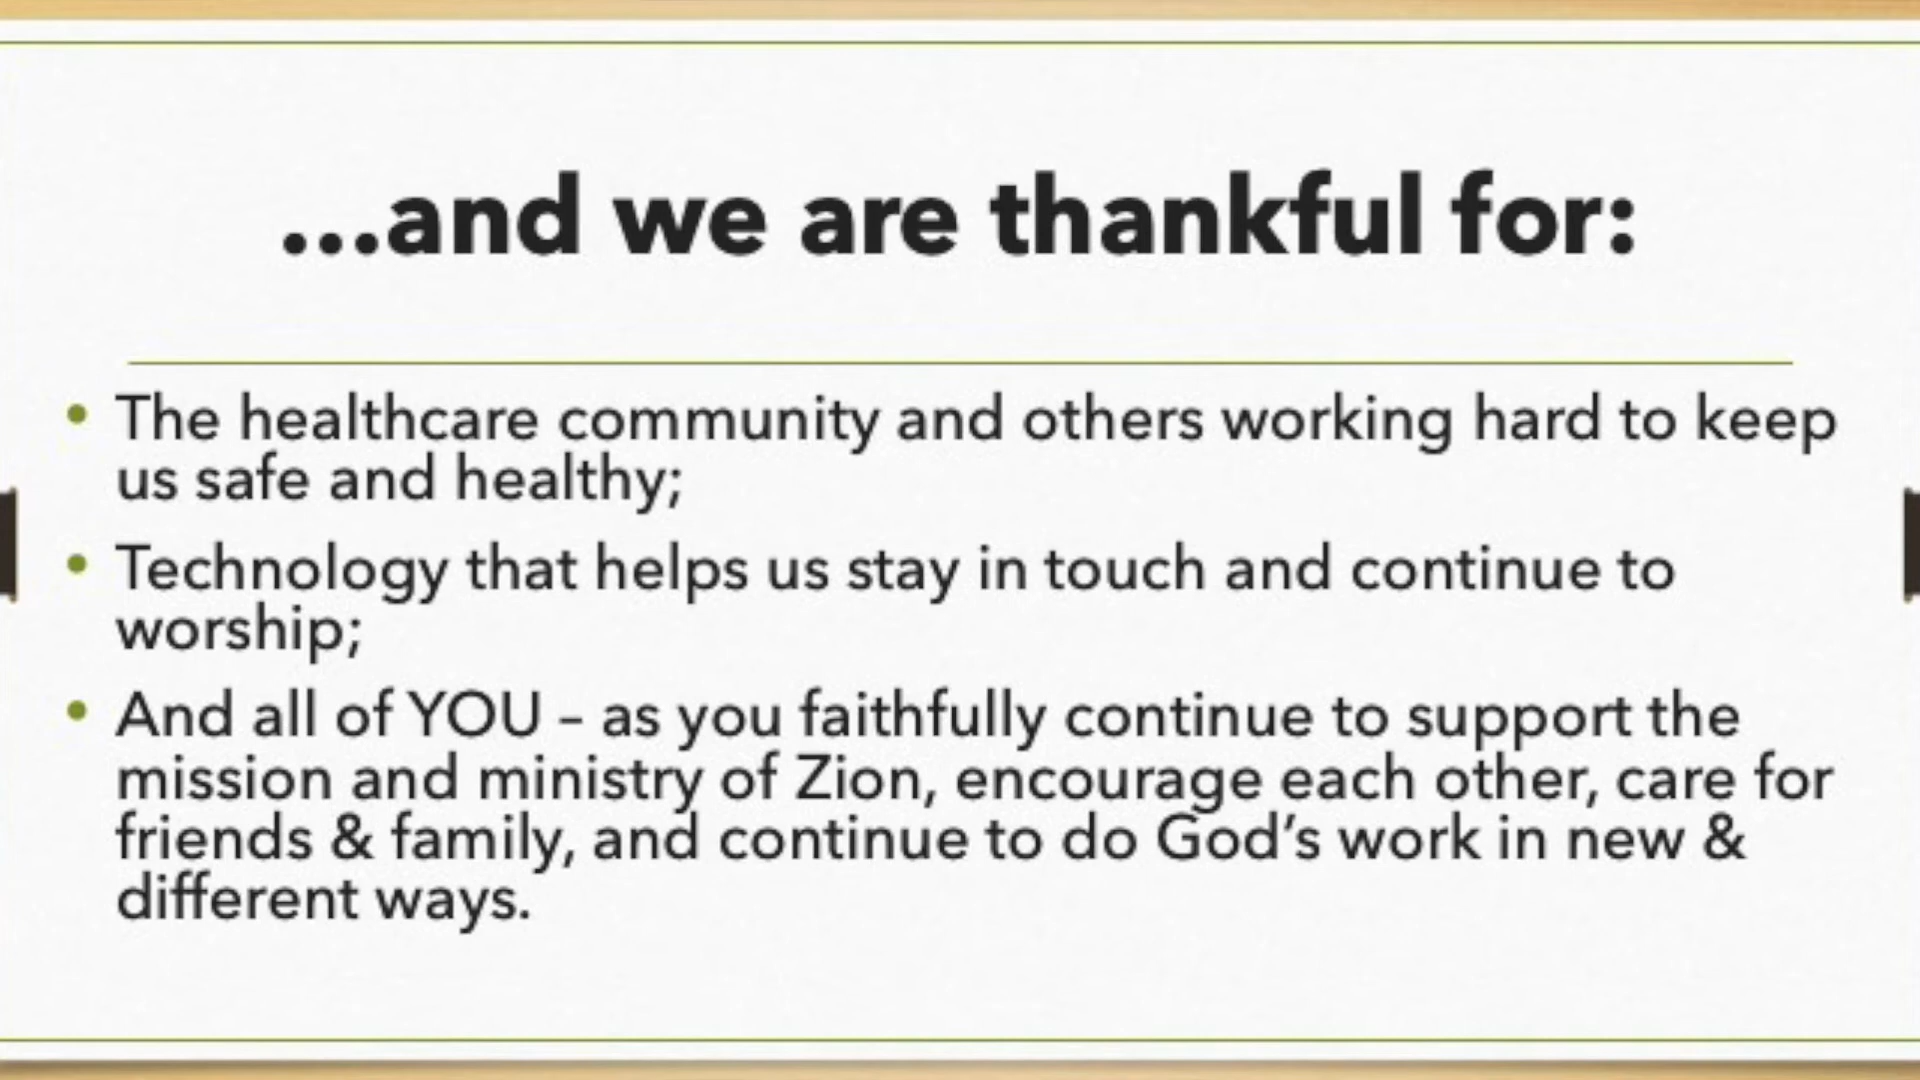 ...and we are thankful for:
• The healthcare community and others working hard to keep
us safe and healthy;
• Technology that helps us stay in touch and continue to
worship;
• And all of YOU – as you faithfully continue to support the
mission and ministry of Zion, encourage each other, care for
friends & family, and continue to do God’s work in new &
different ways.